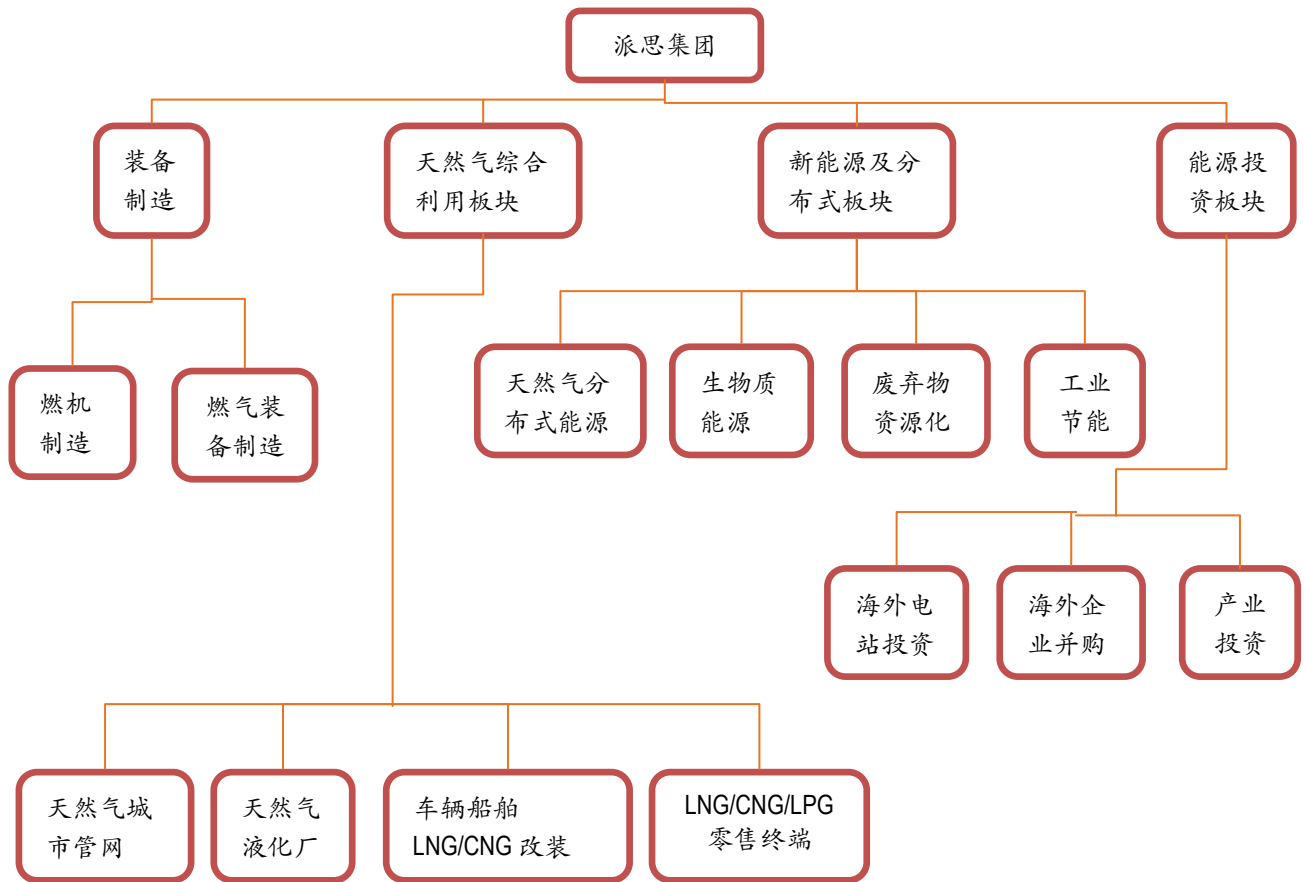 派思集团
装备
制造
天然气综合
利用板块
新能源及分
布式板块
能源投
资板块
燃机
制造
燃气装
备制造
天然气分
布式能源
生物质
能源
废弃物
资源化
工业
节能
海外电
站投资
海外企
业并购
产业
投资
天然气城
市管网
天然气
液化厂
车辆船舶
LNG/CNG 改装
LNG/CNG/LPG
零售终端